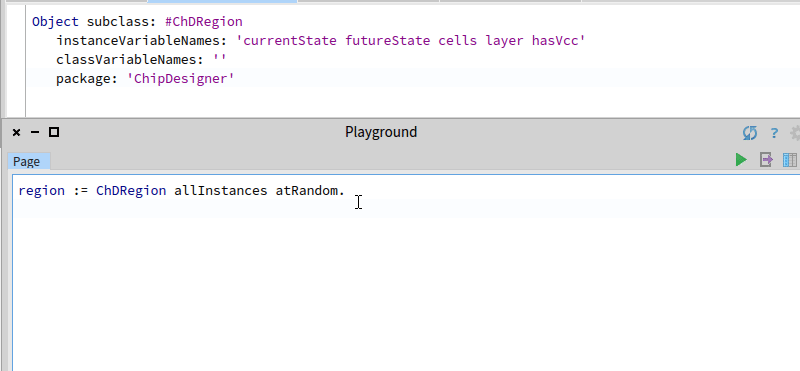 Object subclass: #ChDRegion
instanceVariableNames: 'currentState futureState cells layer hasVcc'
classVariableNames: ''
package: 'ChipDesigner'
Playground
?
Page
region := ChDRegion allInstances atRandom.